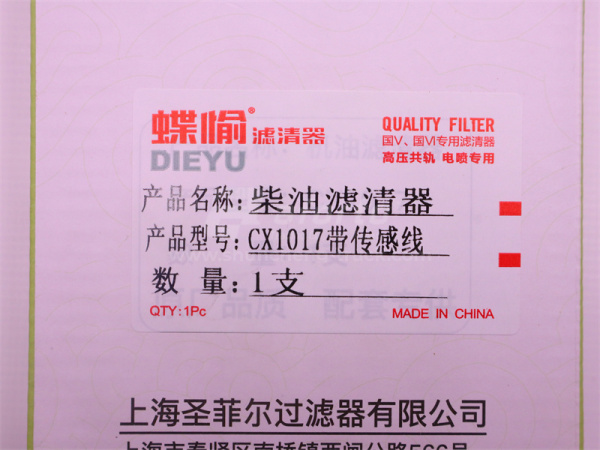 蝶愉® 滤清器
DIEYU
QUALITY FILTER
国V、国VI专用滤清器
高压共轨 电喷专用
产品名称: 柴油滤清器
产品型号: CX1017带传感线
数 量: 1支
QTY:1Pc
MADE IN CHINA
上海圣菲尔过滤器有限公司